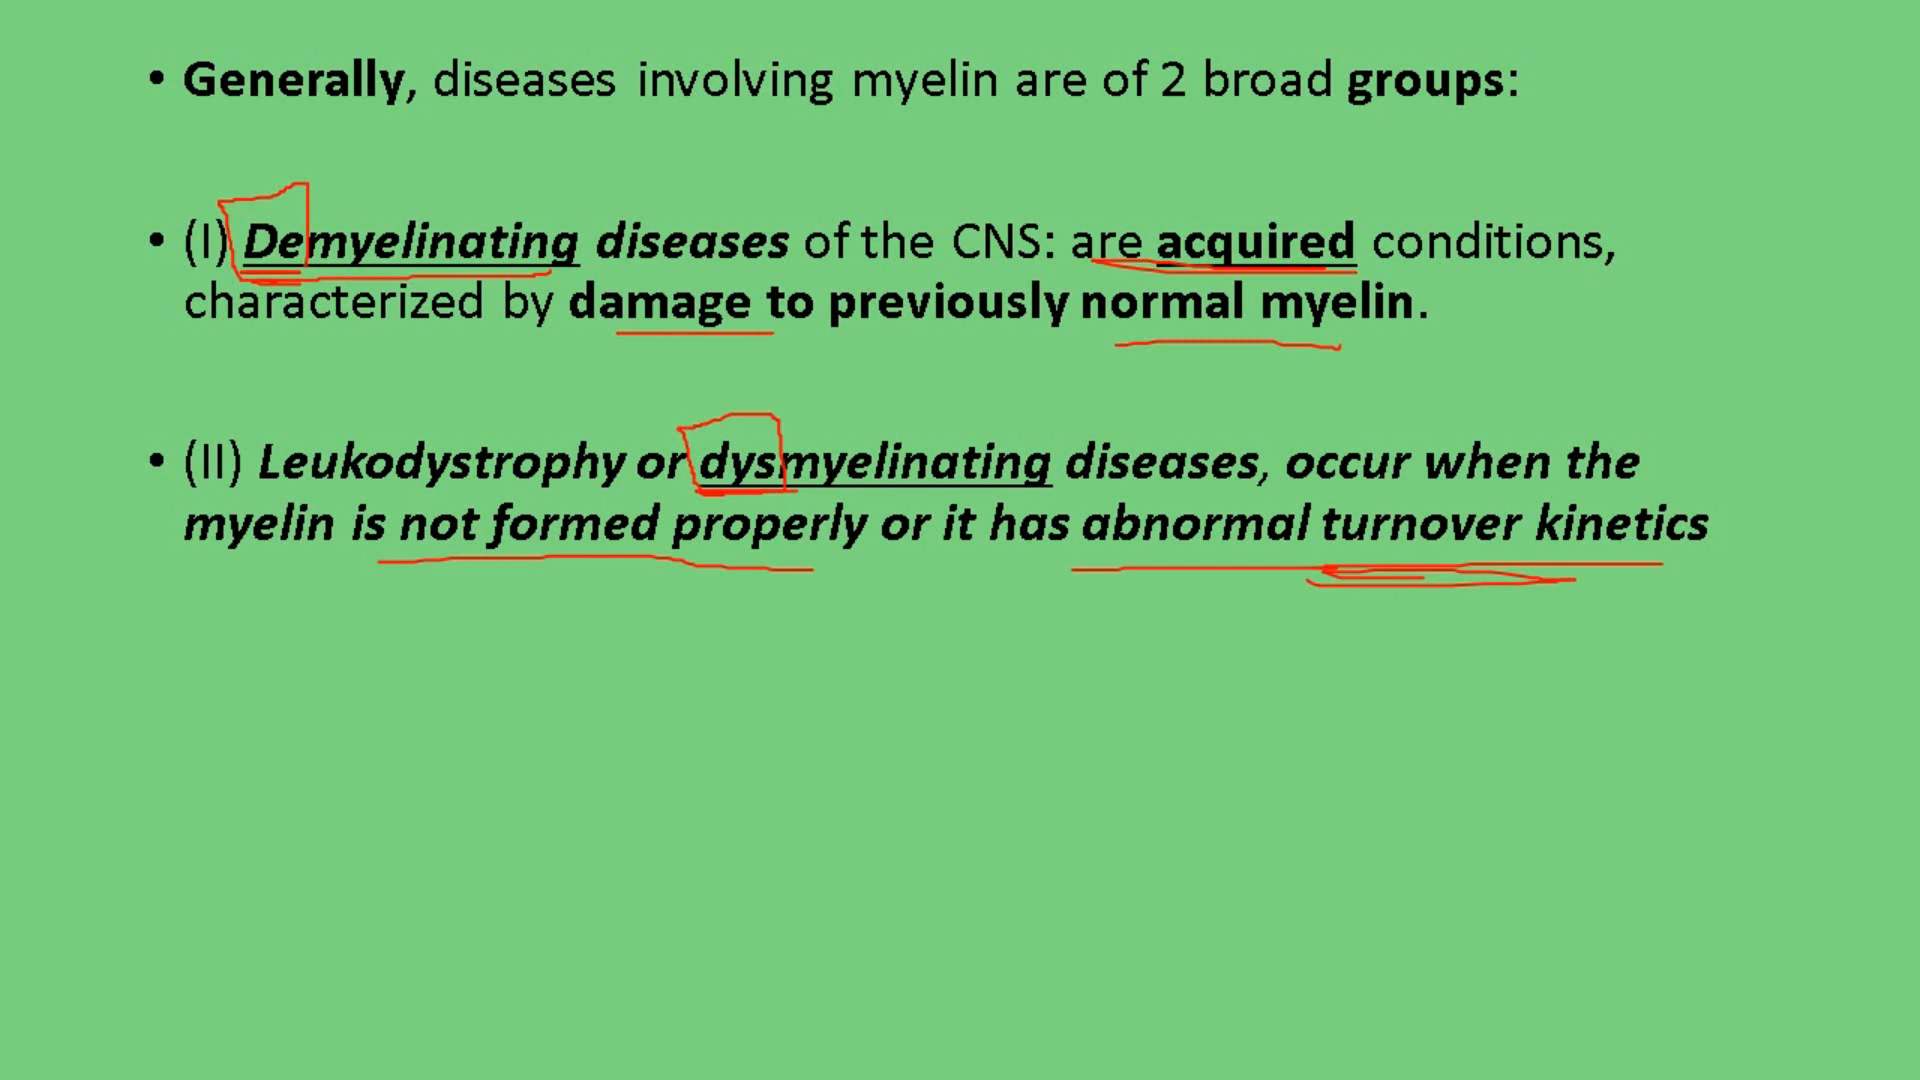 • Generally, diseases involving myelin are of 2 broad groups:
• (I) Demyelinating diseases of the CNS: are acquired conditions,
characterized by damage to previously normal myelin.
• (II) Leukodystrophy or dysmyelinating diseases, occur when the
myelin is not formed properly or it has abnormal turnover kinetics